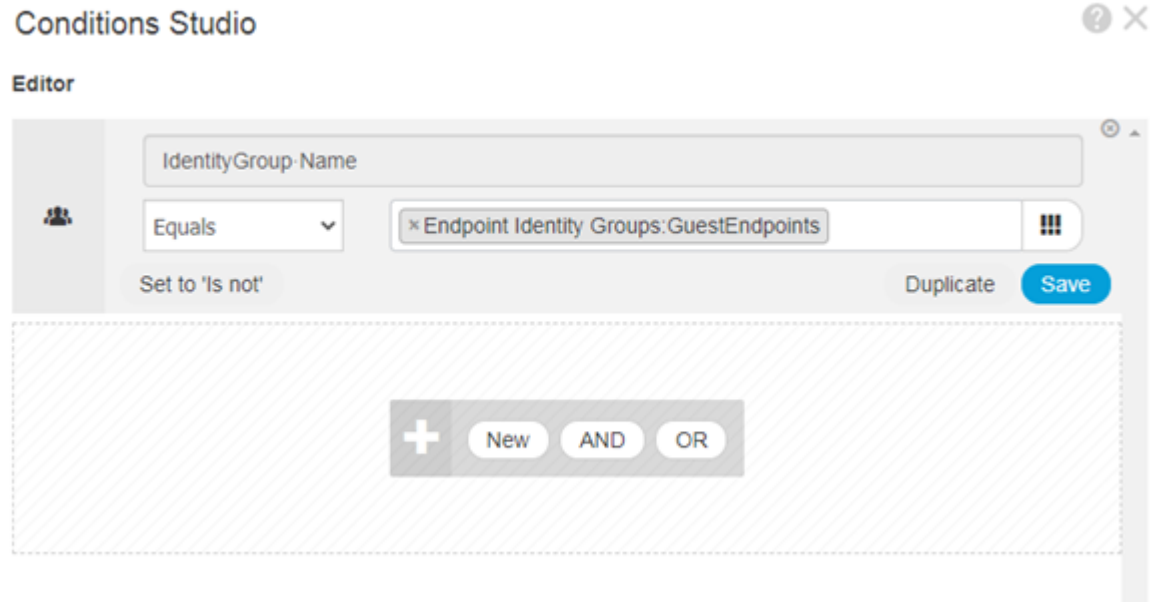 Conditions Studio
Editor
IdentityGroup·Name
Equals
× Endpoint Identity Groups:GuestEndpoints
Set to 'Is not'
Duplicate
Save
New
AND
OR